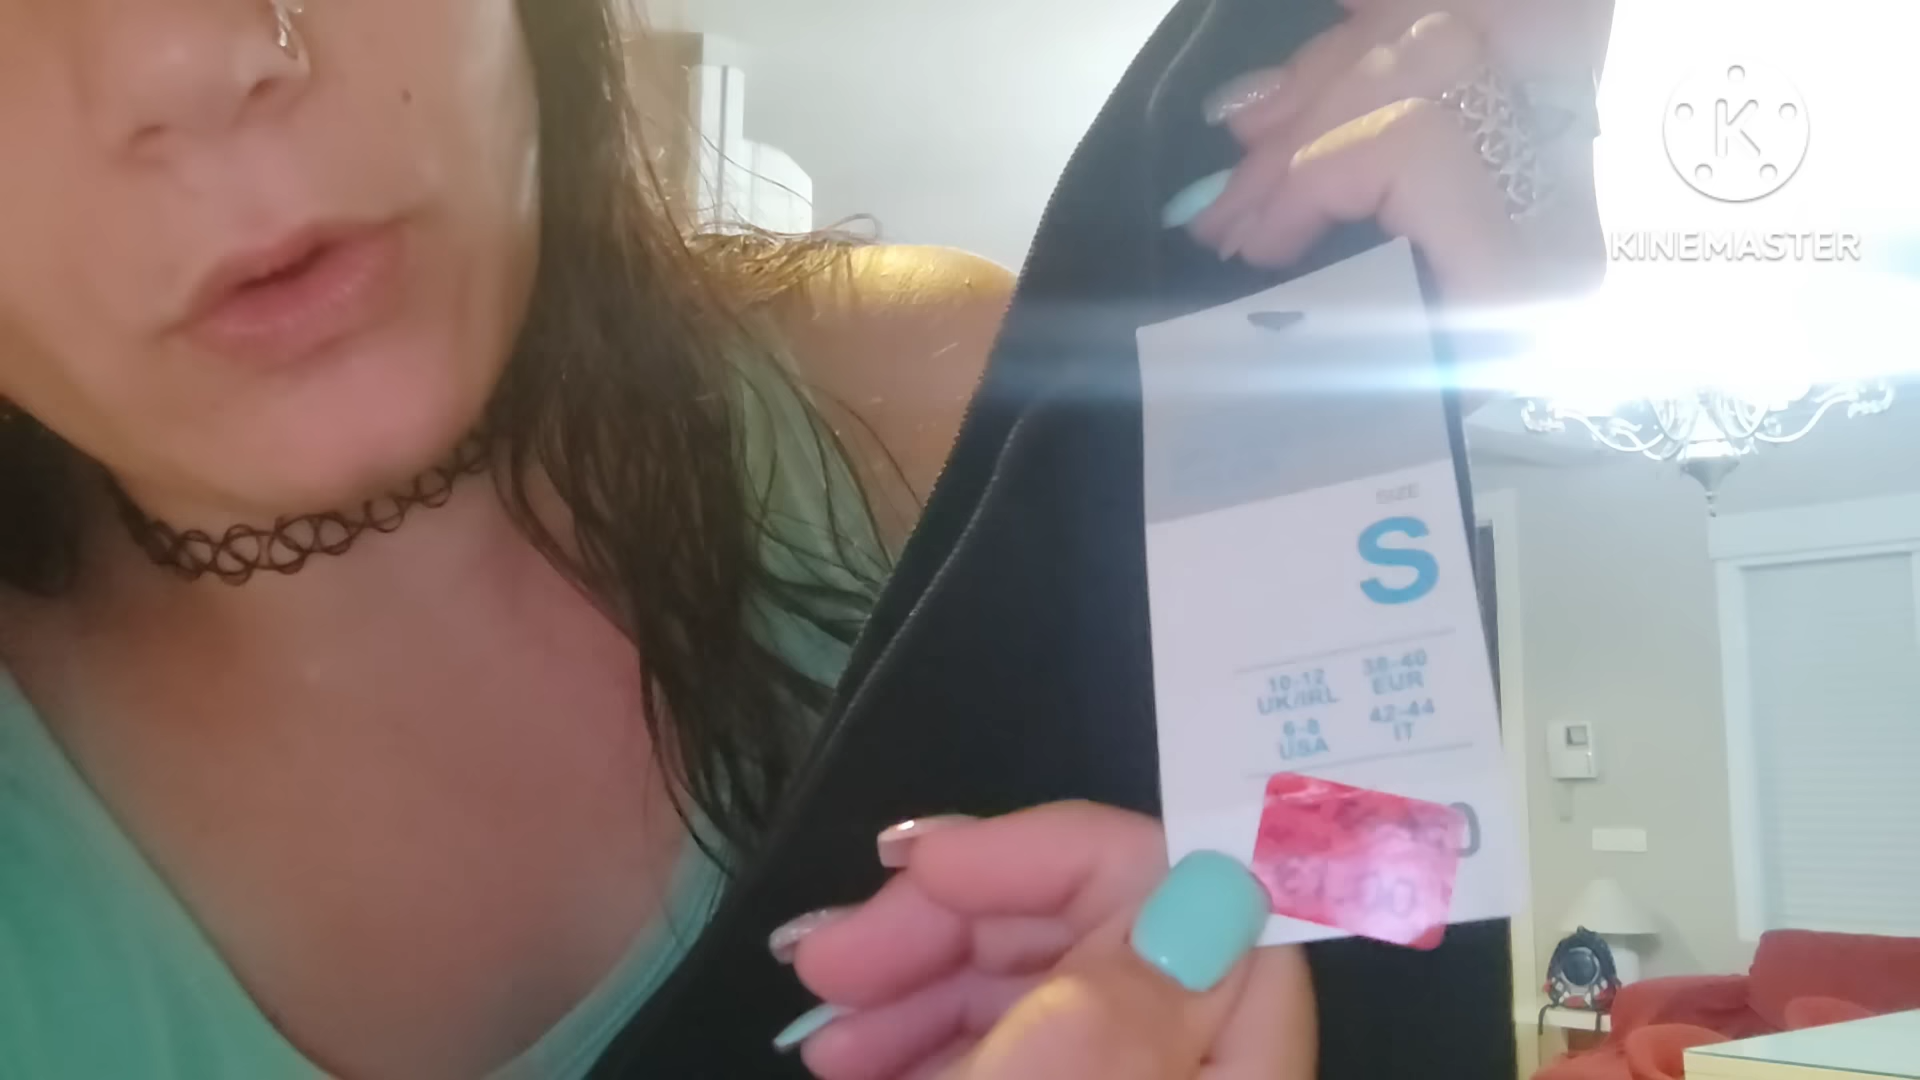 K
KINEMASTER
SIZE
S
10-12
UK/IRL
38-40
EUR
6-8
USA
42-44
IT